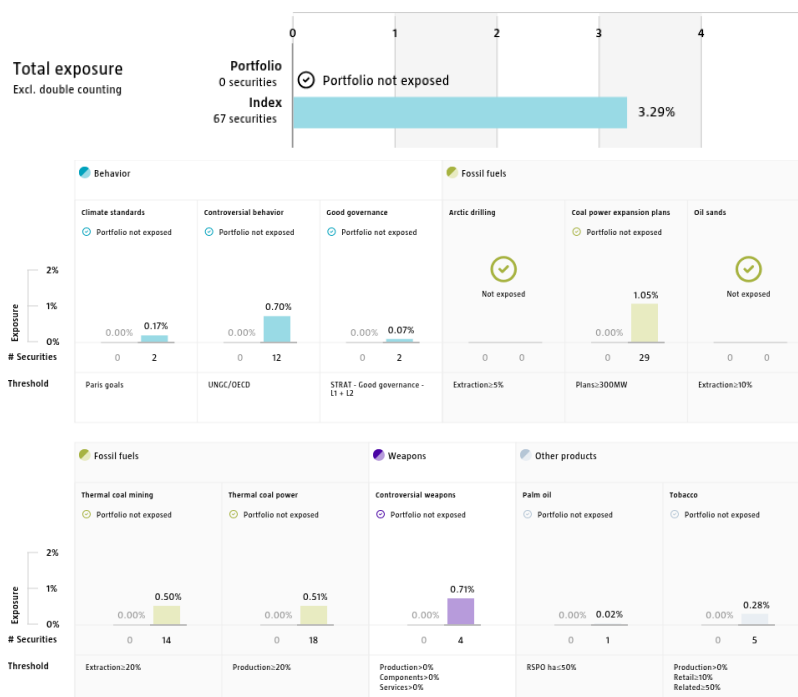 0 1 2 3 4
Total exposure
Excl. double counting
Portfolio
0 securities
Portfolio not exposed
Index
67 securities
3.29%
Behavior
Fossil fuels
Climate standards
Controversial behavior
Good governance
Arctic drilling
Coal power expansion plans
Oil sands
Portfolio not exposed
Portfolio not exposed
Portfolio not exposed
Portfolio not exposed
Not exposed
Not exposed
Exposure
2%
1%
0%
0.00% 0.17%
0.00% 0.70%
0.00% 0.07%
0.00% 1.05%
# Securities
0 2
0 12
0 2
0 0
0 29
0 0
Threshold
Paris goals
UNGC/OECD
STRAT - Good governance -
L1 + L2
Extraction≥5%
Plans≥300MW
Extraction≥10%
Fossil fuels
Weapons
Other products
Thermal coal mining
Thermal coal power
Controversial weapons
Palm oil
Tobacco
Portfolio not exposed
Portfolio not exposed
Portfolio not exposed
Portfolio not exposed
Portfolio not exposed
Exposure
2%
1%
0%
0.00% 0.50%
0.00% 0.51%
0.00% 0.71%
0.00% 0.02%
0.00% 0.28%
# Securities
0 14
0 18
0 4
0 1
0 5
Threshold
Extraction≥20%
Production≥20%
Production>0%
Components>0%
Services>0%
RSPO ha≤50%
Production>0%
Retail≥10%
Related≥50%